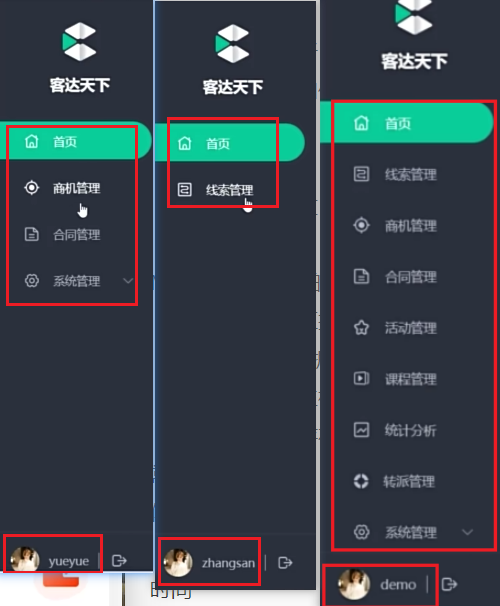 客达天下
首页
商机管理
合同管理
系统管理
yueyue
客达天下
首页
线索管理
zhangsan
客达天下
首页
线索管理
商机管理
合同管理
活动管理
课程管理
统计分析
转派管理
系统管理
demo
时间